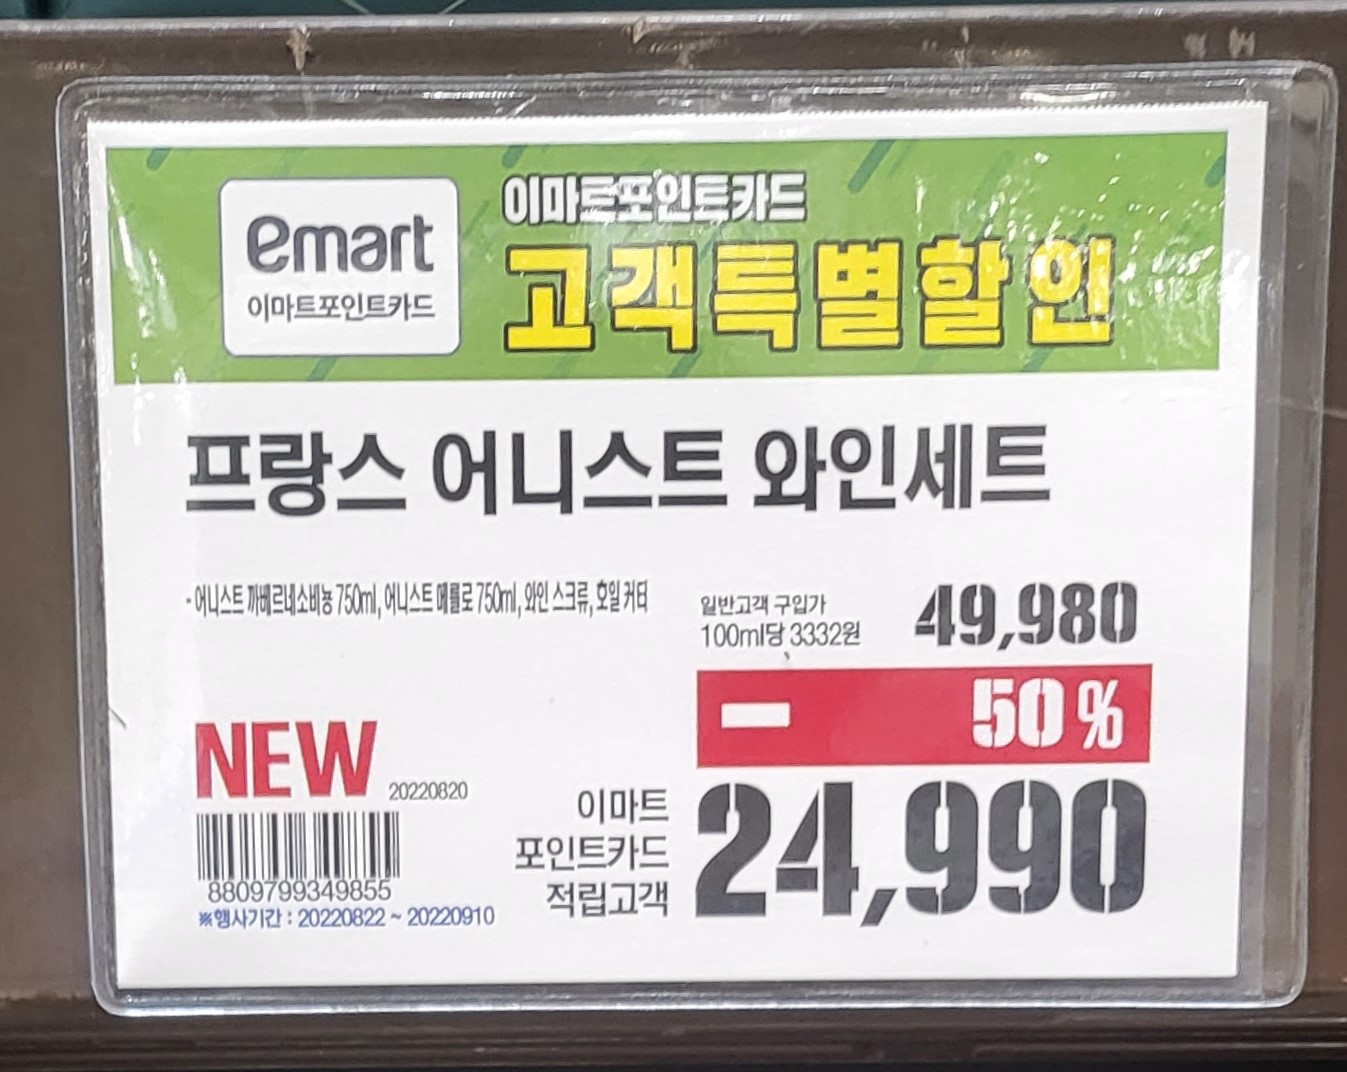 emart
이마트포인트카드
이마트포인트카드
고객특별할인
프랑스 어니스트 와인세트
- 어니스트 까베르네소비뇽 750ml, 어니스트 메를로 750ml, 와인 스크류, 호일 커터
일반고객 구입가
100ml당 3332원
49,980
- 50%
NEW 20220820
8809799349855
※행사기간 : 20220822 ~ 20220910
이마트
포인트카드
적립고객
24,990